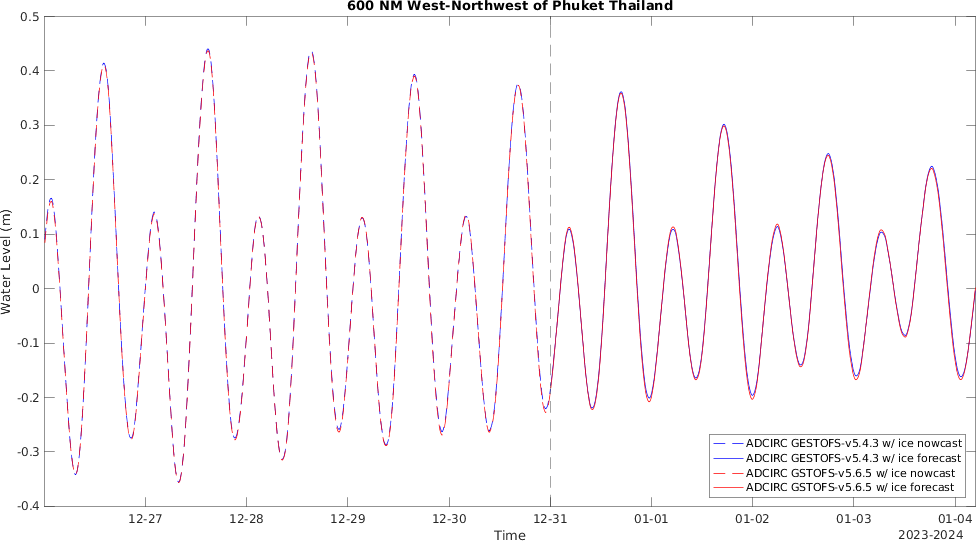 600 NM West-Northwest of Phuket Thailand
0.5
0.4
0.3
0.2
0.1
0
-0.1
-0.2
-0.3
-0.4
Water Level (m)
ADCIRC GESTOFS-v5.4.3 w/ ice nowcast
ADCIRC GESTOFS-v5.4.3 w/ ice forecast
ADCIRC GSTOFS-v5.6.5 w/ ice nowcast
ADCIRC GSTOFS-v5.6.5 w/ ice forecast
12-27 12-28 12-29 12-30 12-31 01-01 01-02 01-03 01-04
Time
2023-2024